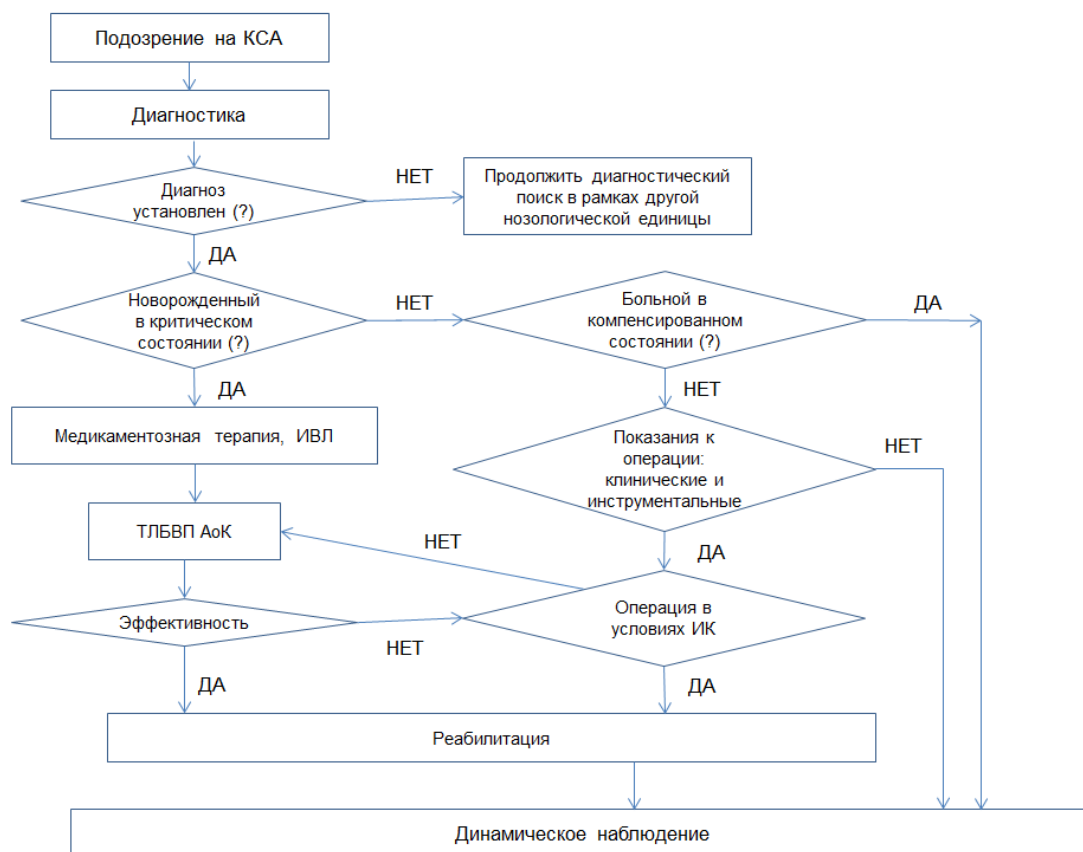 Подозрение на КСА
Диагностика
Диагноз
установлен (?)
НЕТ
Продолжить диагностический
поиск в рамках другой
нозологической единицы
ДА
Новорожденный
в критическом
состоянии (?)
НЕТ
Больной в
компенсированном
состоянии (?)
ДА
ДА
НЕТ
Медикаментозная терапия, ИВЛ
Показания к
операции:
клинические и
инструментальные
НЕТ
ТЛБВП АоК
НЕТ
ДА
Эффективность
НЕТ
Операция в
условиях ИК
ДА
ДА
Реабилитация
Динамическое наблюдение